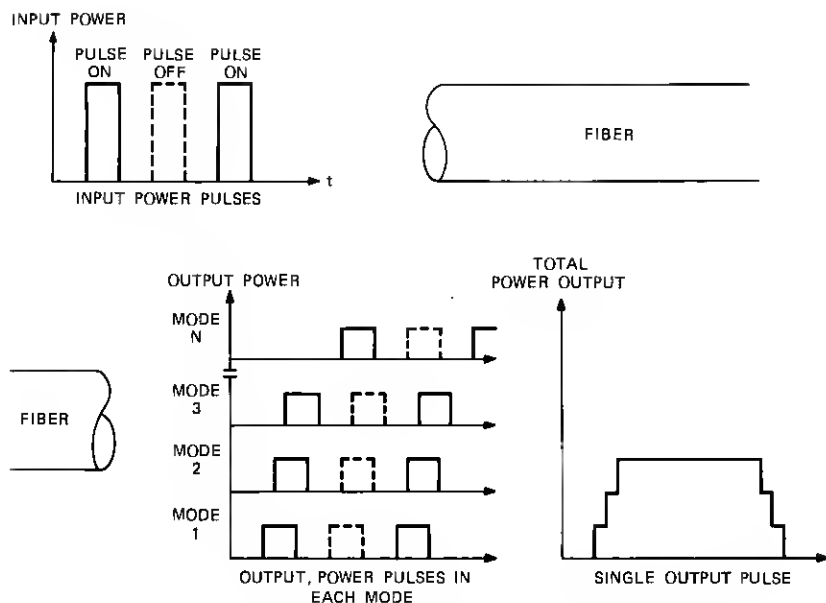 INPUT POWER
PULSE ON
PULSE OFF
PULSE ON
t
INPUT POWER PULSES
FIBER
FIBER
OUTPUT POWER
MODE N
MODE 3
MODE 2
MODE 1
OUTPUT, POWER PULSES IN
EACH MODE
TOTAL
POWER OUTPUT
SINGLE OUTPUT PULSE